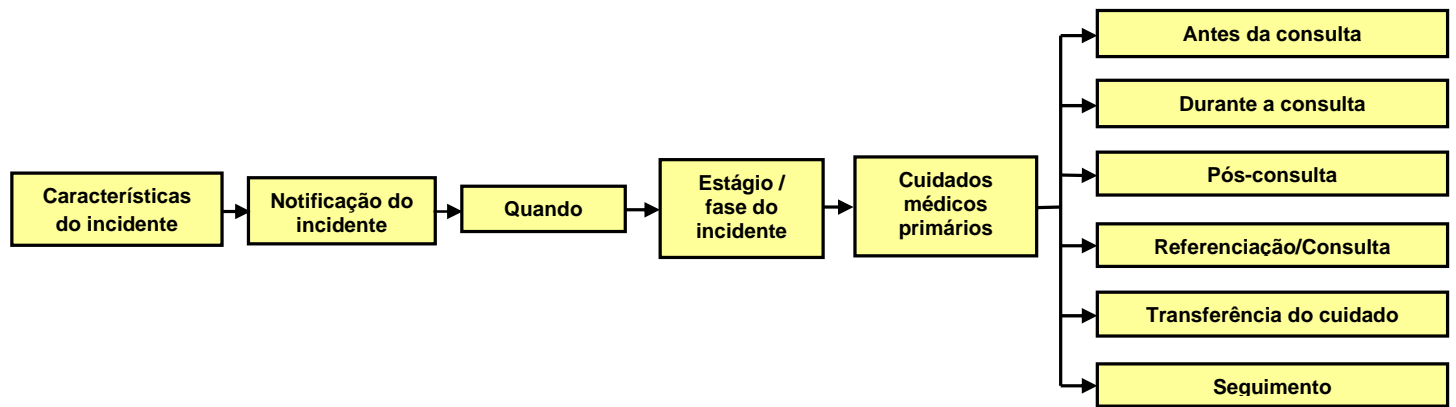 Características
do incidente
Notificação do
incidente
Quando
Estágio /
fase do
incidente
Cuidados
médicos
primários
Antes da consulta
Durante a consulta
Pós-consulta
Referenciação/Consulta
Transferência do cuidado
Seguimento